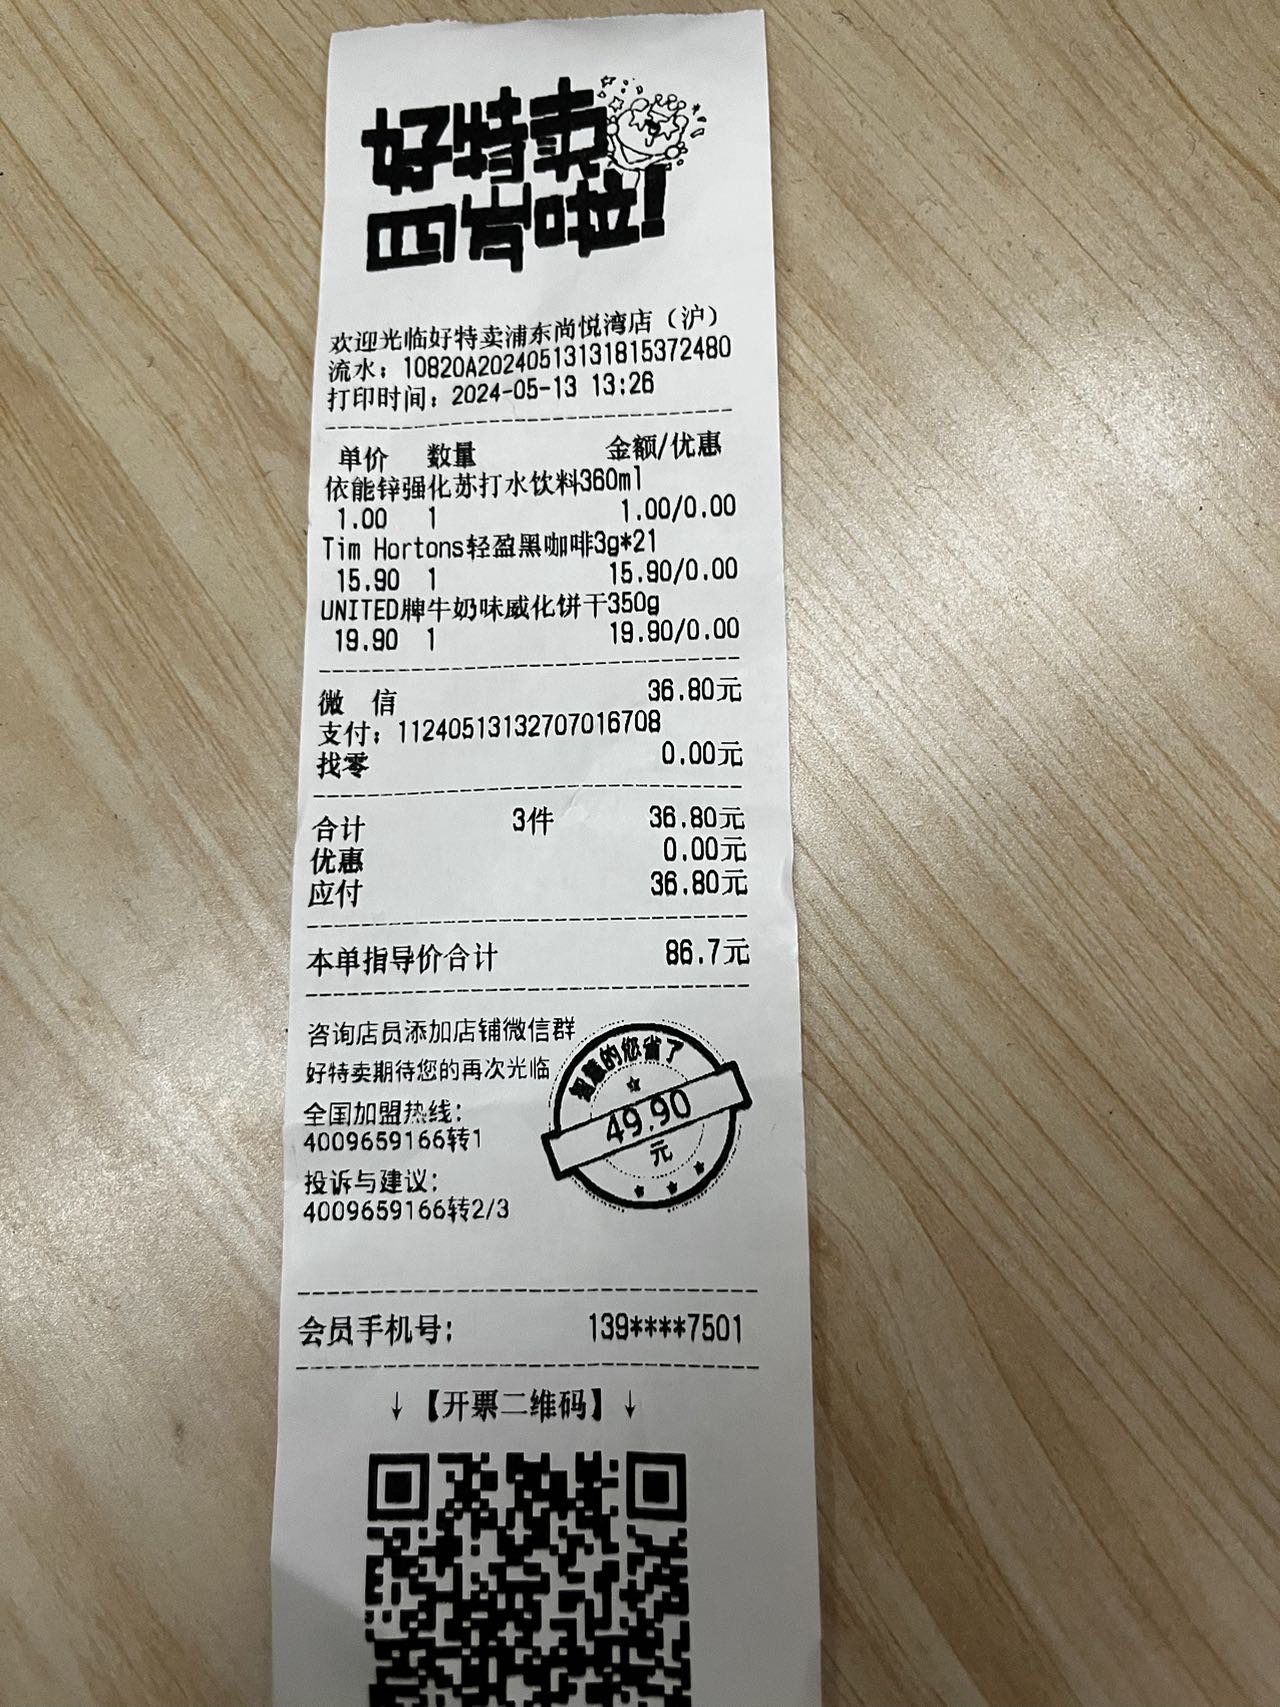 好特卖
来啦!
欢迎光临好特卖浦东尚悦湾店（沪）
流水：10820A20240513131815372480
打印时间：2024-05-13 13:26
单价 数量 金额/优惠
依能锌强化苏打水饮料360ml
1.00 1 1.00/0.00
Tim Hortons轻盈黑咖啡3g*21
15.90 1 15.90/0.00
UNITED牌牛奶味威化饼干350g
19.90 1 19.90/0.00
微 信 36.80元
支付：11240513132707016708
找零 0.00元
合计 3件 36.80元
优惠 0.00元
应付 36.80元
本单指导价合计 86.7元
咨询店员添加店铺微信群
好特卖期待您的再次光临
全国加盟热线：
4009659166转1
投诉与建议：
4009659166转2/3
智慧的您省了
49.90
元
会员手机号： 139****7501
↓【开票二维码】↓